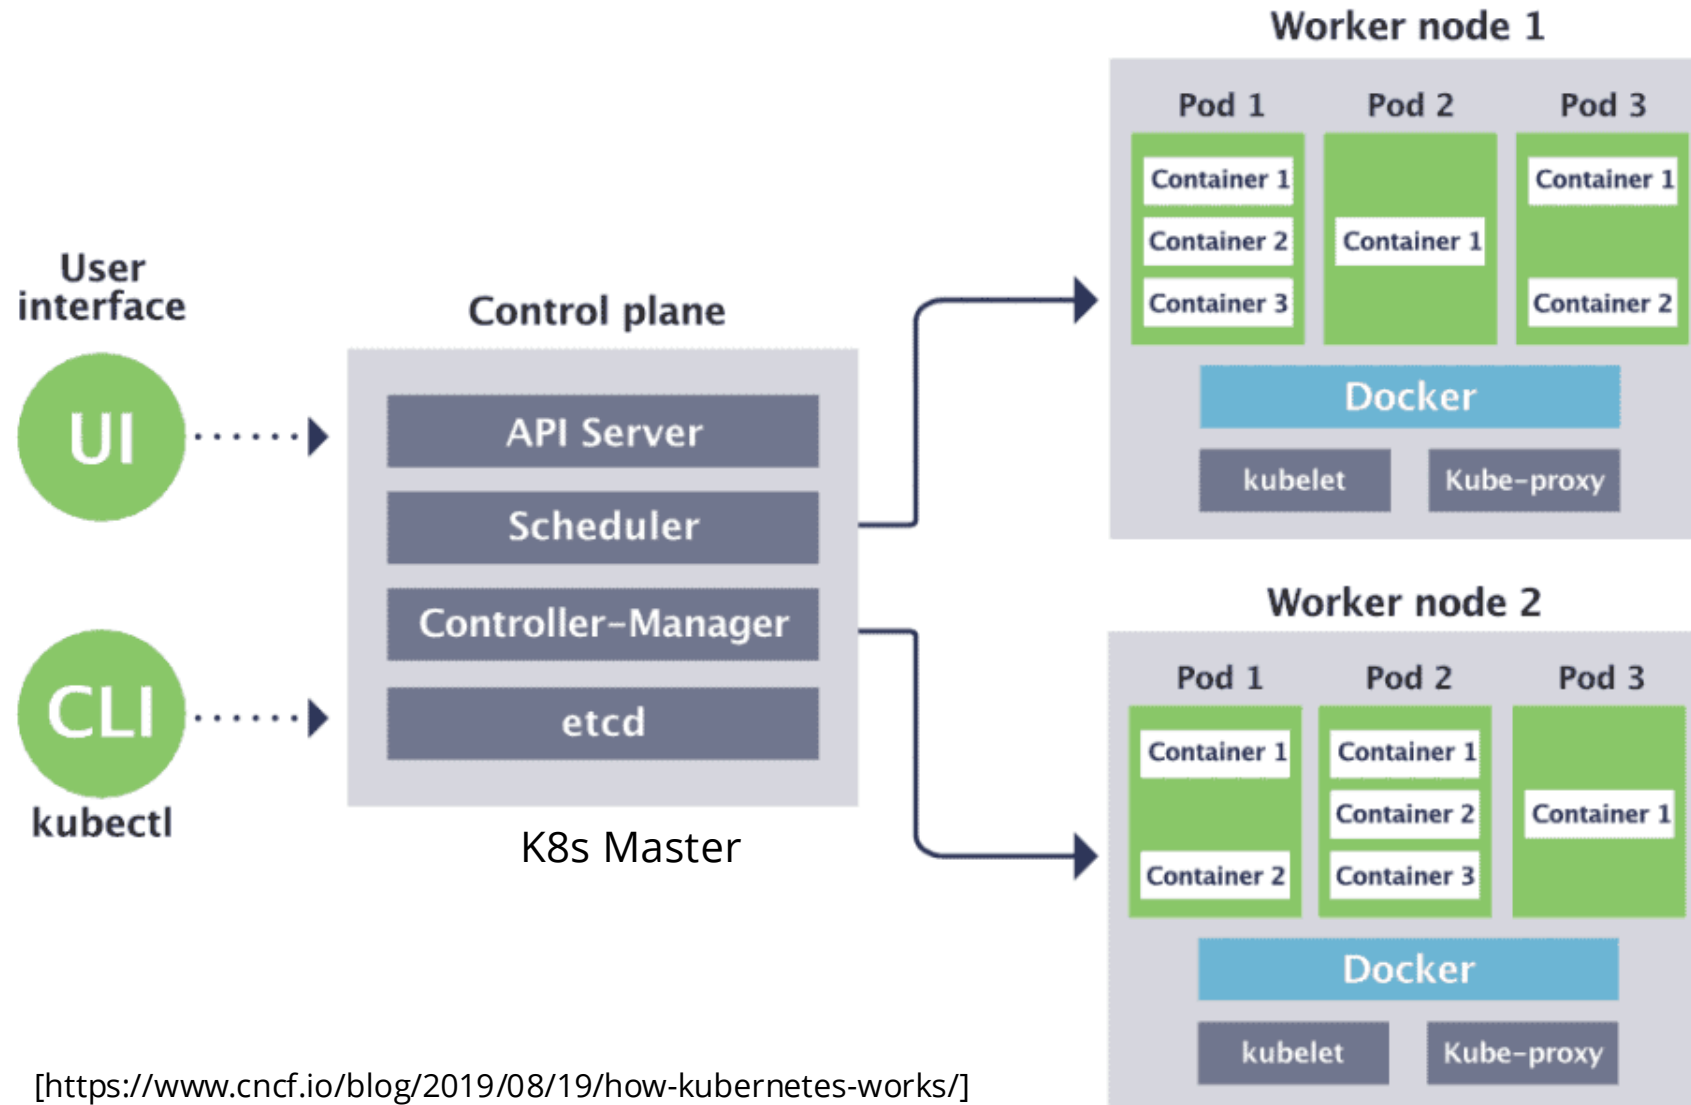 User
interface
UI
CLI
kubectl
Control plane
API Server
Scheduler
Controller-Manager
etcd
K8s Master
Worker node 1
Pod 1
Container 1
Container 2
Container 3
Pod 2
Container 1
Pod 3
Container 1
Container 2
Docker
kubelet
Kube-proxy
Worker node 2
Pod 1
Container 1
Container 2
Pod 2
Container 1
Container 2
Container 3
Pod 3
Container 1
Docker
kubelet
Kube-proxy
[https://www.cncf.io/blog/2019/08/19/how-kubernetes-works/]